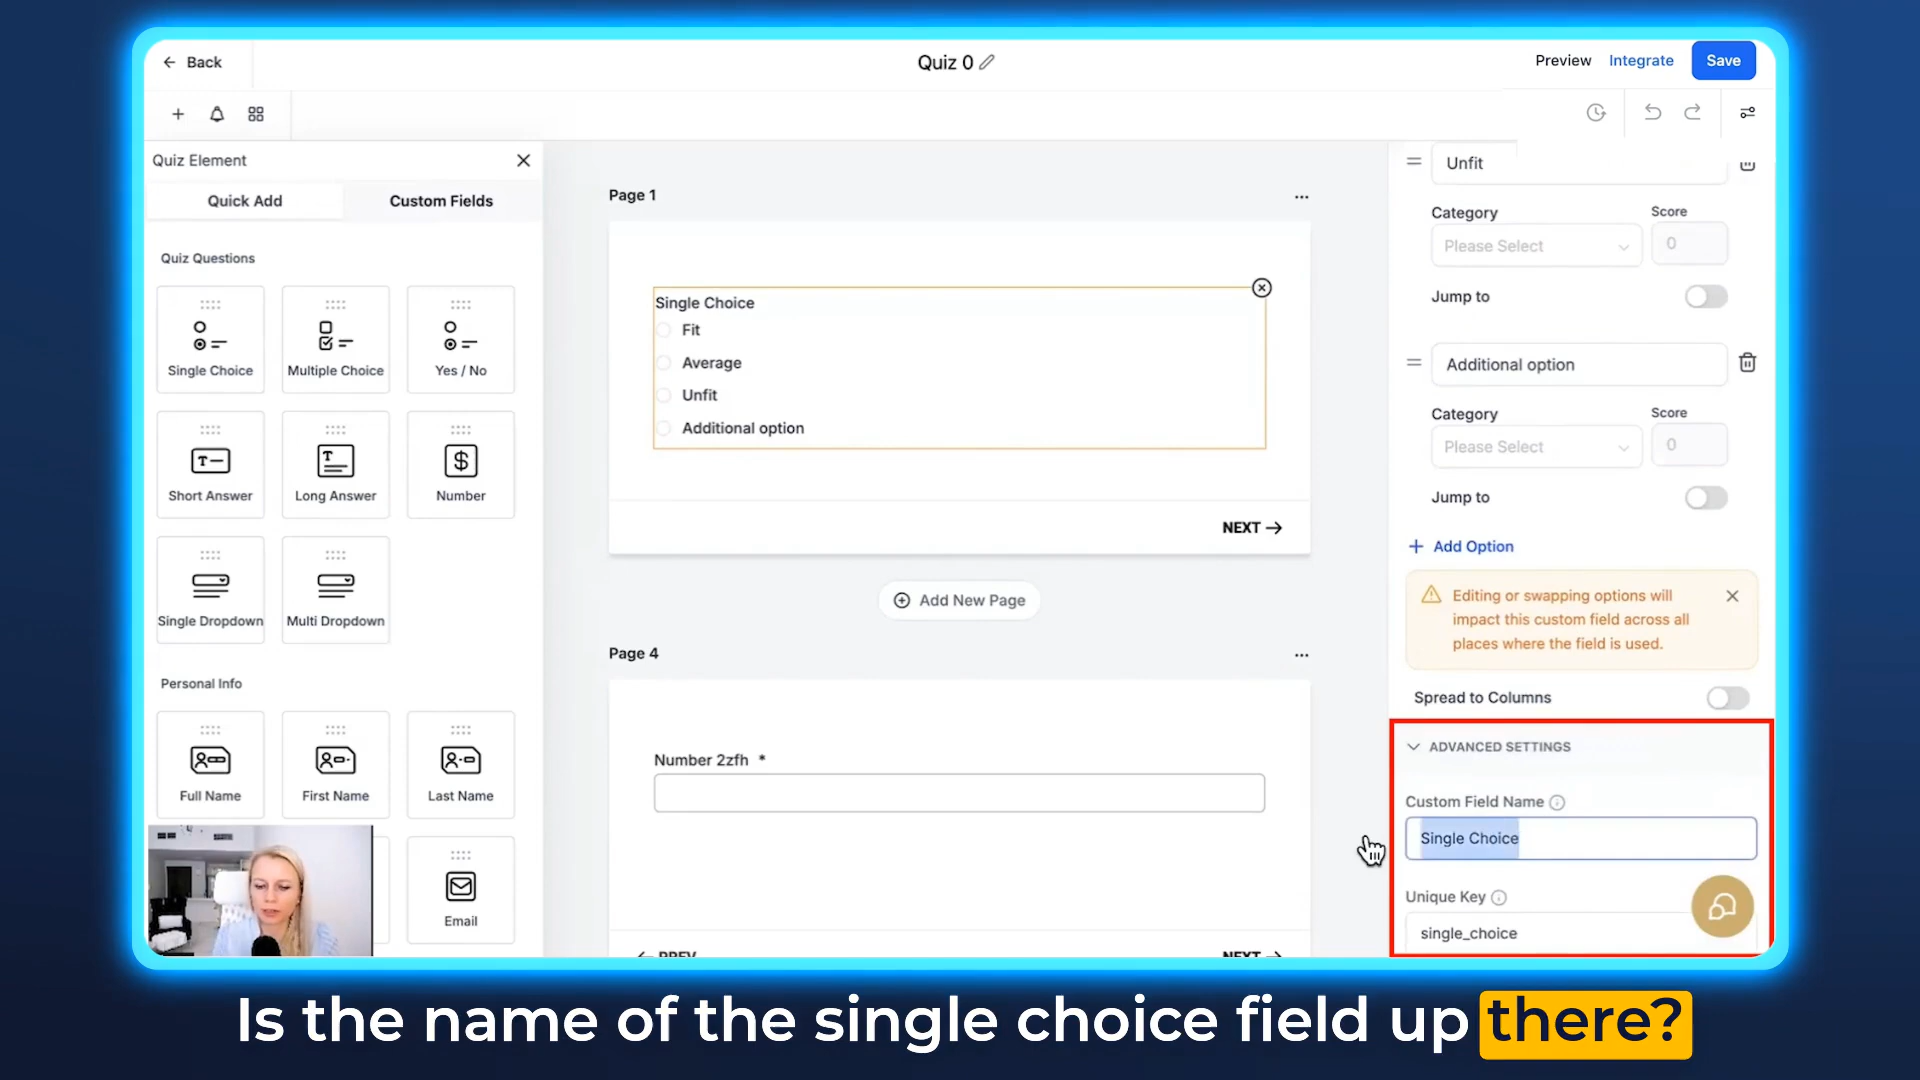 Back
Quiz 0
Preview
Integrate
Save
Quiz Element
Quick Add
Custom Fields
Quiz Questions
Single Choice
Multiple Choice
Yes / No
Short Answer
Long Answer
Number
Single Dropdown
Multi Dropdown
Personal Info
Full Name
First Name
Last Name
Email
Page 1
Single Choice
Fit
Average
Unfit
Additional option
NEXT
Add New Page
Page 4
Number 2zfh *
PREV
NEXT
Unfit
Category
Score
Please Select
0
Jump to
Additional option
Category
Score
Please Select
0
Jump to
+ Add Option
Editing or swapping options will
impact this custom field across all
places where the field is used.
Spread to Columns
ADVANCED SETTINGS
Custom Field Name
Single Choice
Unique Key
single_choice
Is the name of the single choice field up there?